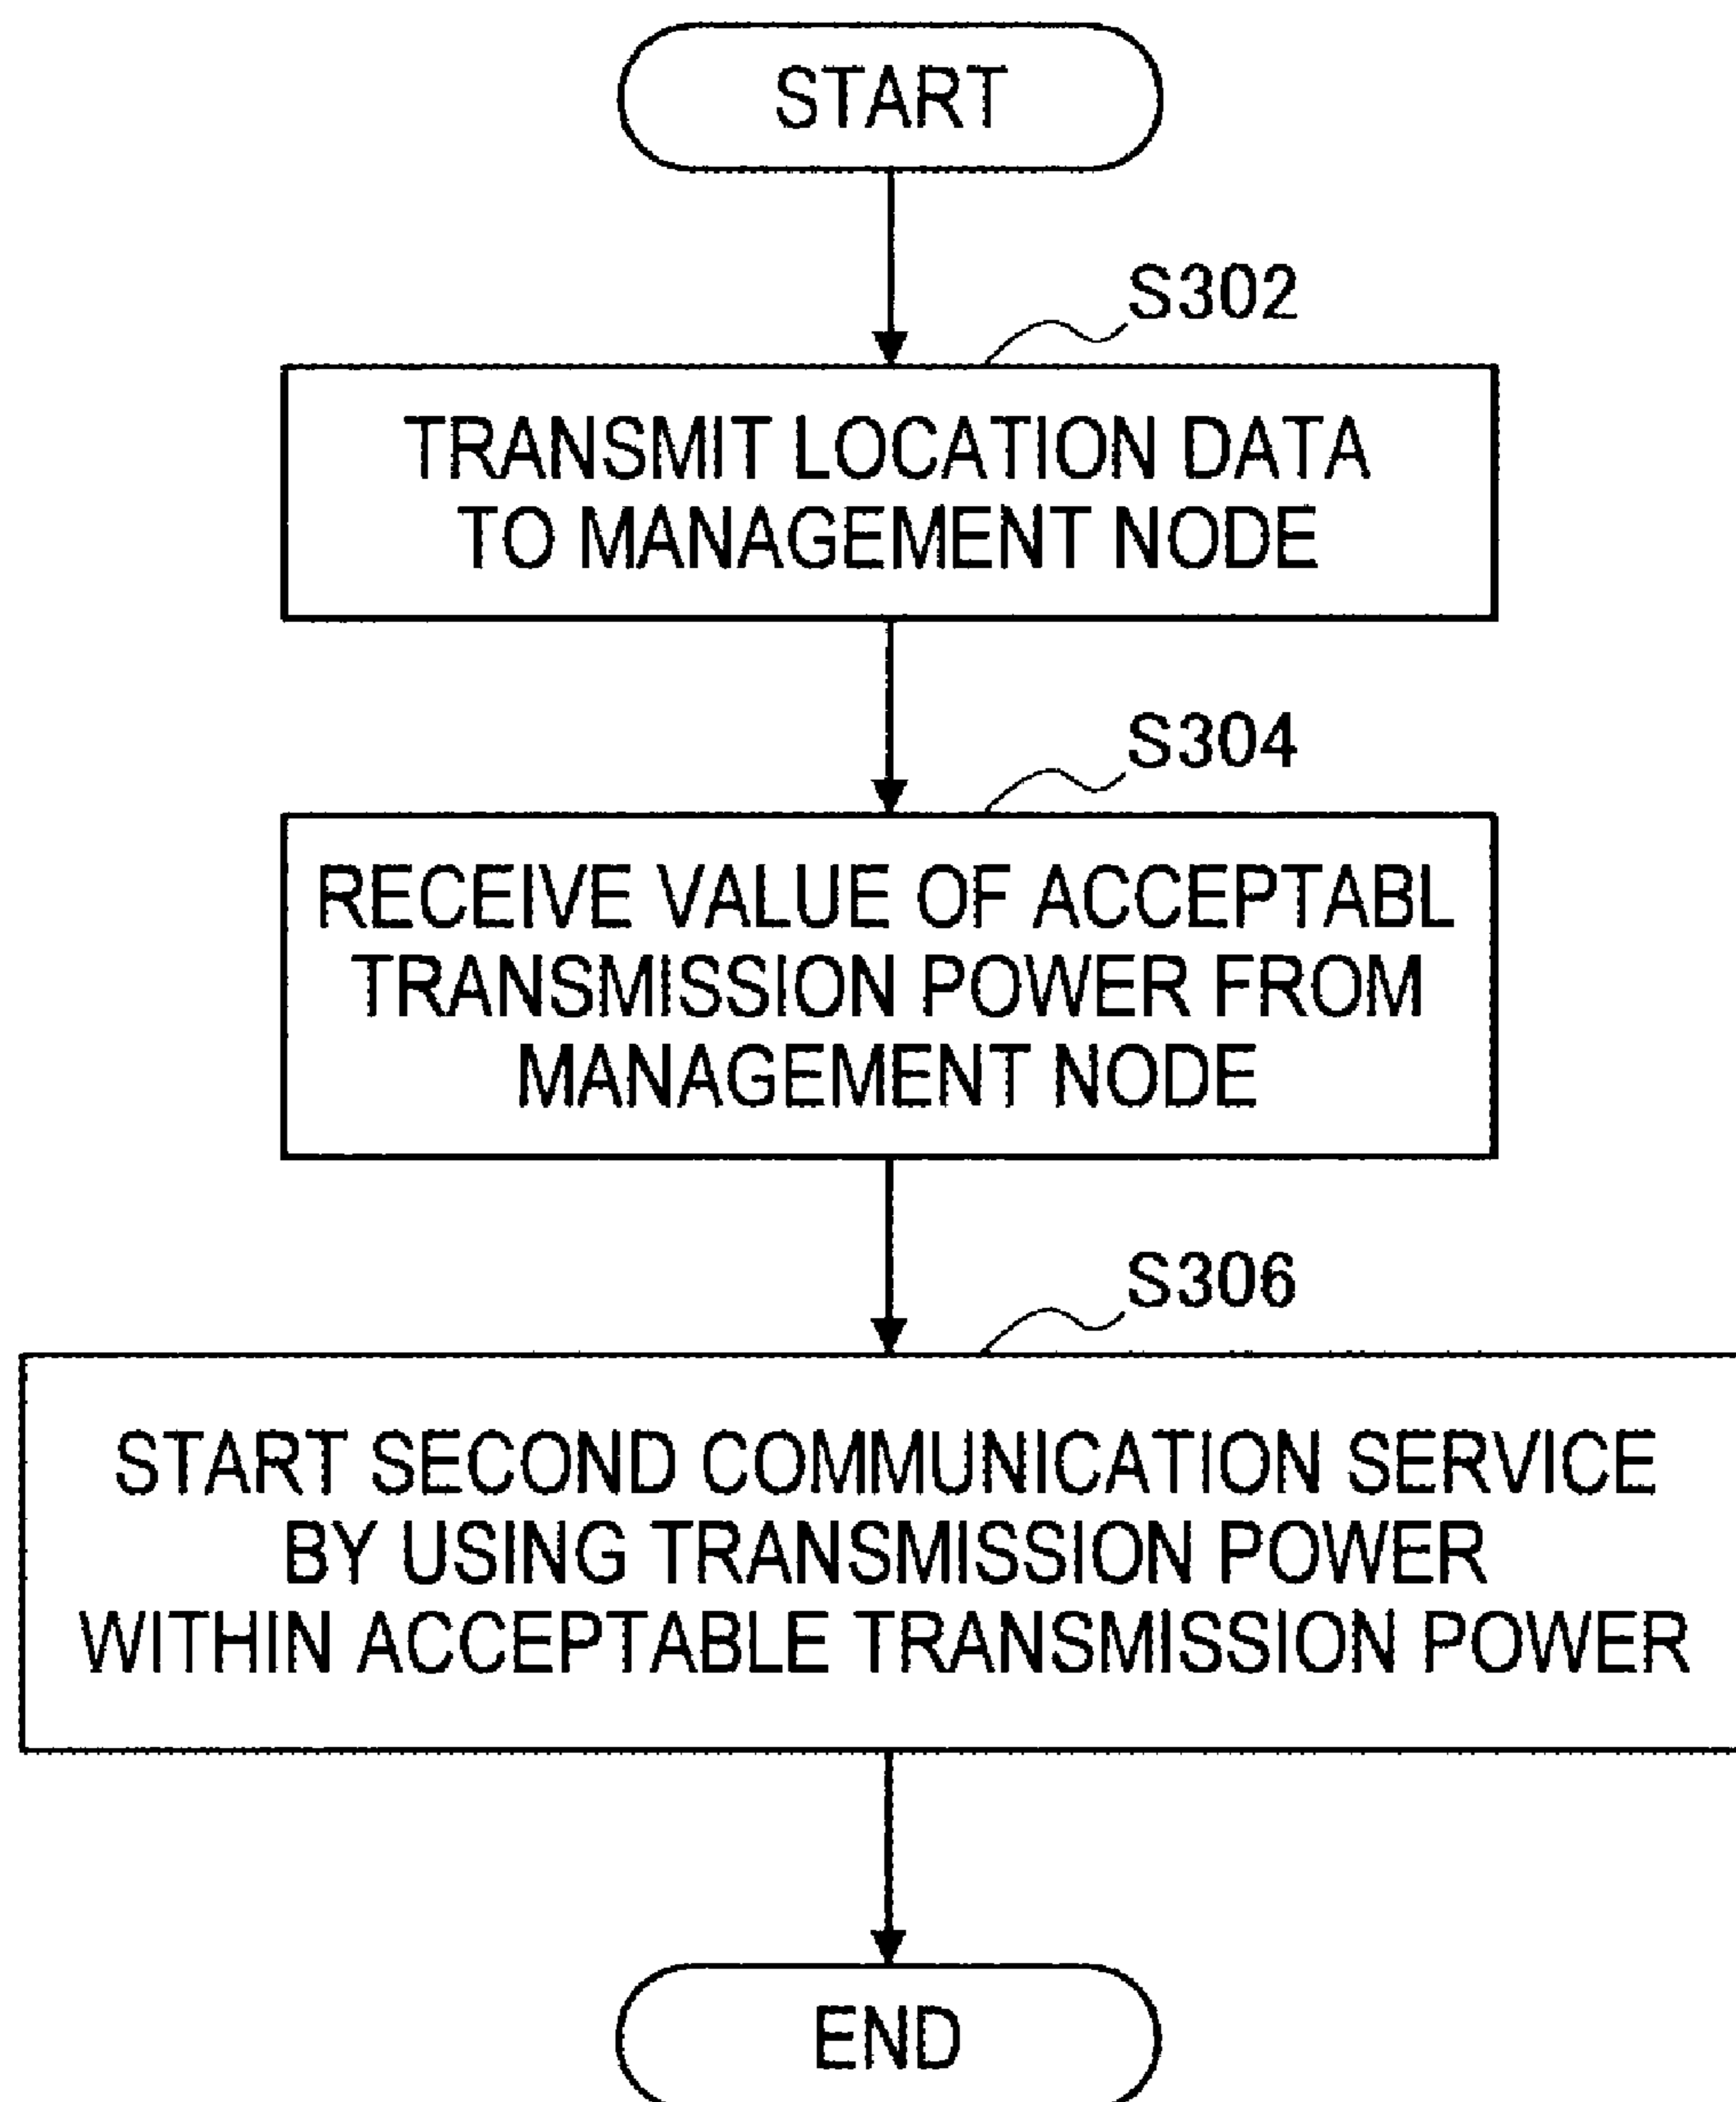 START
S302
TRANSMIT LOCATION DATA
TO MANAGEMENT NODE
S304
RECEIVE VALUE OF ACCEPTABL
TRANSMISSION POWER FROM
MANAGEMENT NODE
S306
START SECOND COMMUNICATION SERVICE
BY USING TRANSMISSION POWER
WITHIN ACCEPTABLE TRANSMISSION POWER
END